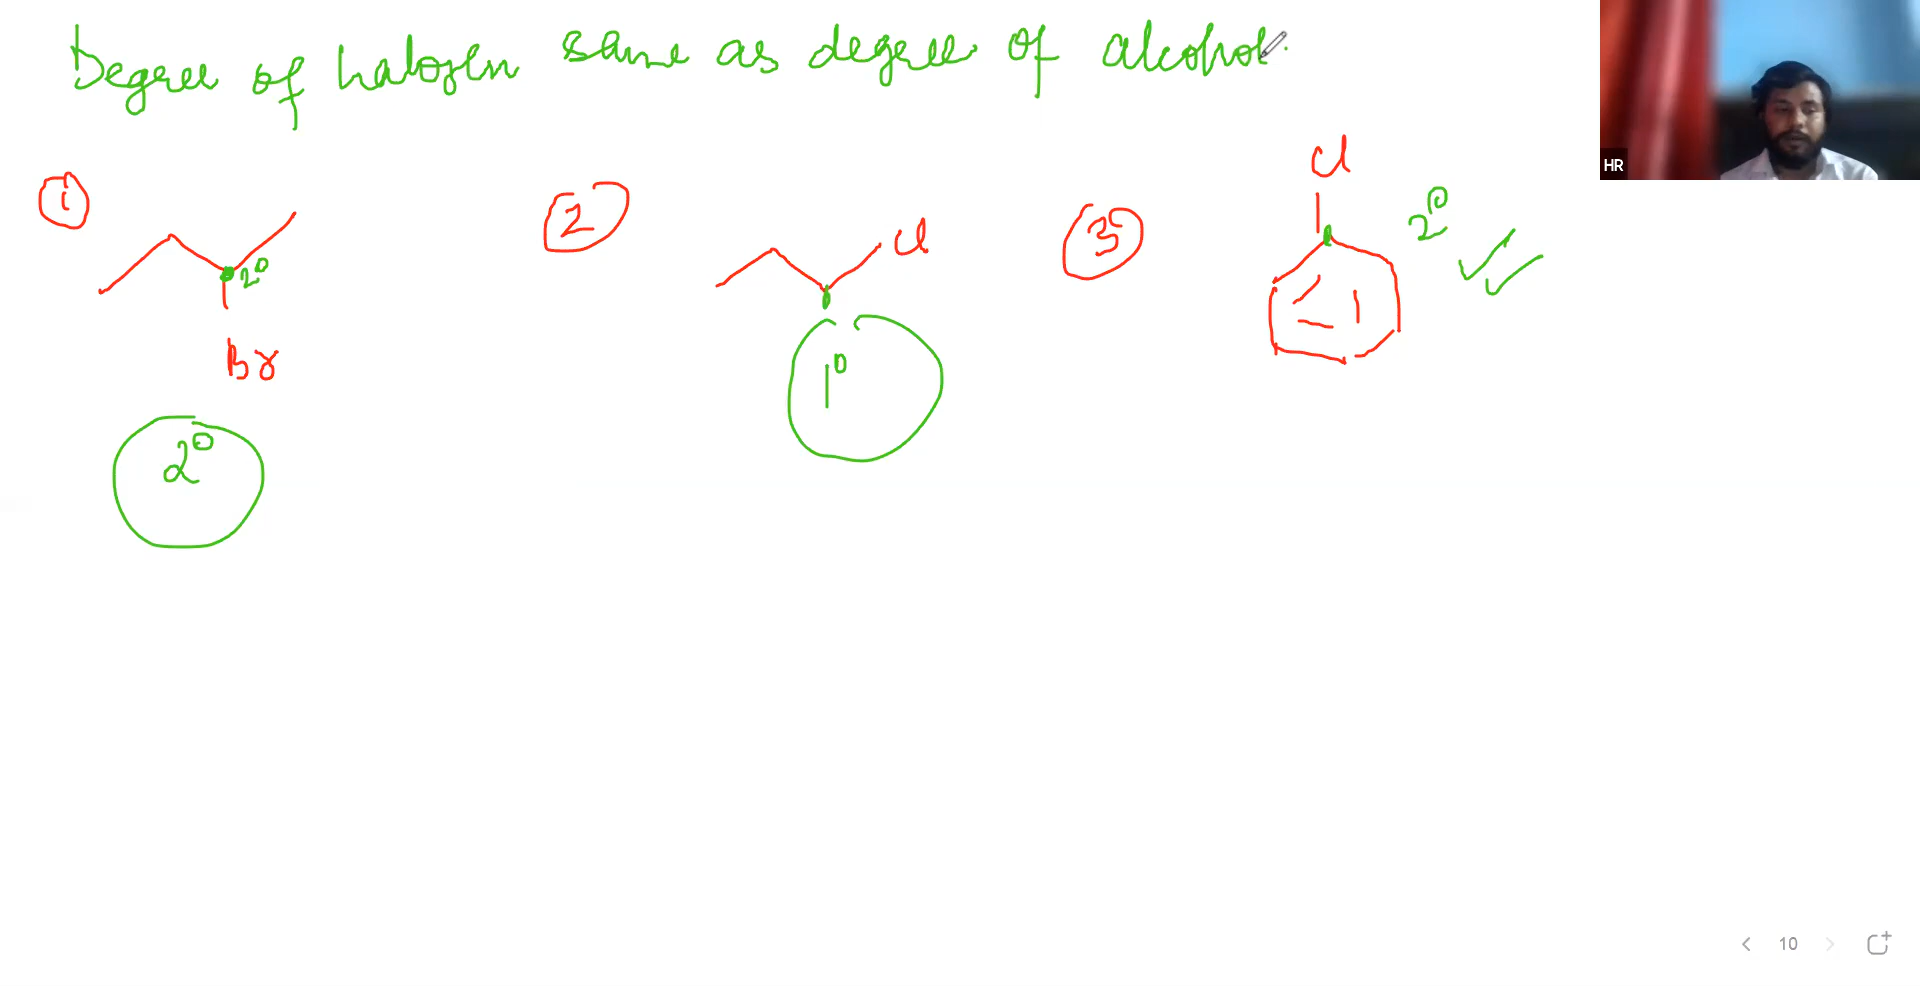 Degree of halogen same as degree of alcohol.
1
2
3
Cl
2°
Cl
2°
Br
1°
2°
HR
10